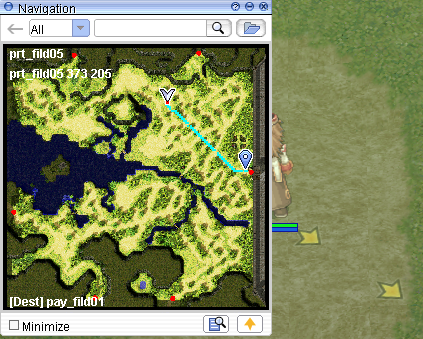 Navigation
All
prt_fild05
prt_fild05 373 205
[Dest] pay_fild01
Minimize